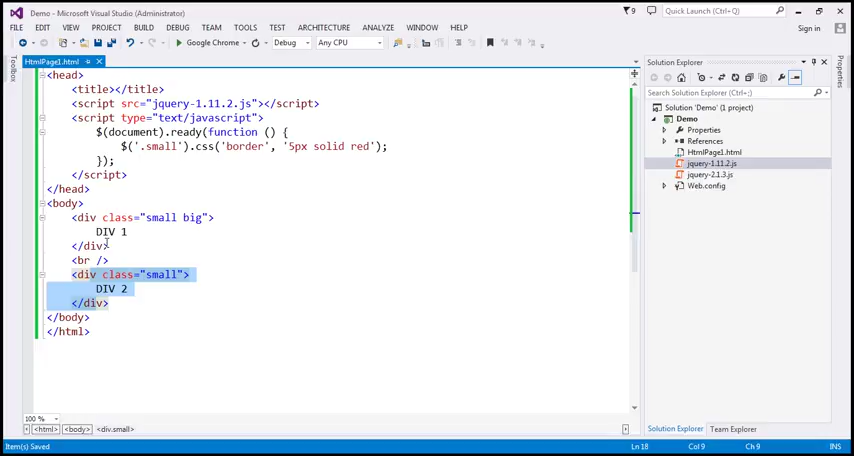 Demo - Microsoft Visual Studio (Administrator)
9
Quick Launch (Ctrl+Q)
FILE EDIT VIEW PROJECT BUILD DEBUG TEAM TOOLS TEST ARCHITECTURE ANALYZE WINDOW HELP
Sign in
Google Chrome
Debug
Any CPU
Toolbox
HtmlPage1.html
<head>
<title></title>
<script src="jquery-1.11.2.js"></script>
<script type="text/javascript">
$(document).ready(function () {
$('.small').css('border', '5px solid red');
});
</script>
</head>
<body>
<div class="small big">
DIV 1
</div>
<br />
<div class="small">
DIV 2
</div>
</body>
</html>
100 %
<html> <body> <div.small>
Solution Explorer
Search Solution Explorer (Ctrl+;)
Solution 'Demo' (1 project)
Demo
Properties
References
HtmlPage1.html
jquery-1.11.2.js
jquery-2.1.3.js
Web.config
Solution Explorer Team Explorer
Properties
Item(s) Saved
Ln 18 Col 9 Ch 9 INS